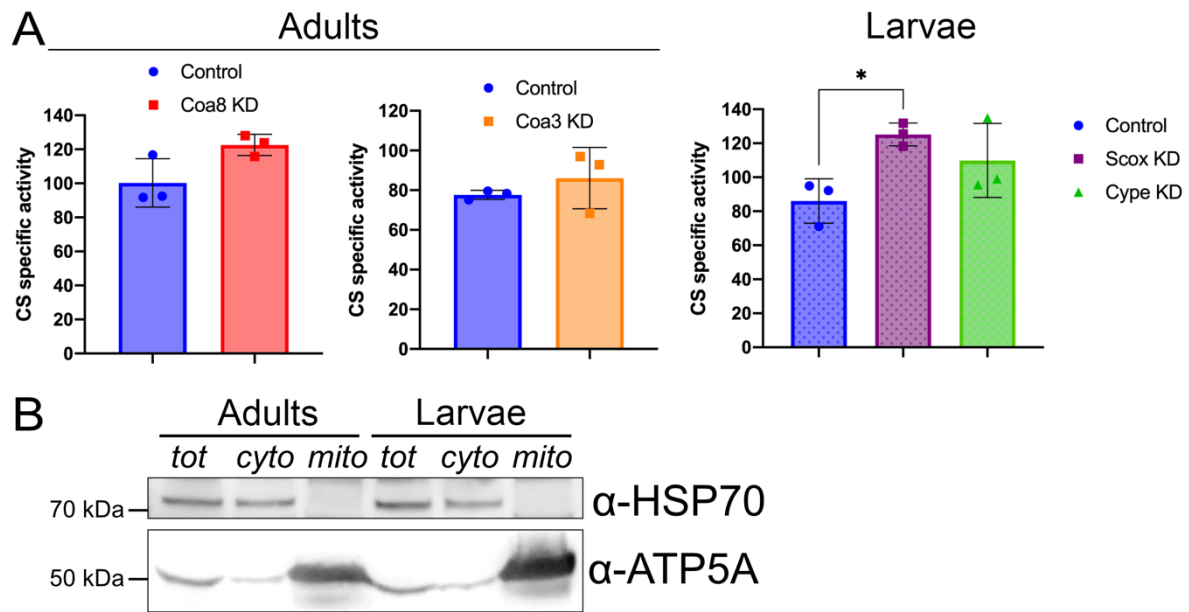 A
Adults
Larvae
Control
Coa8 KD
CS specific activity
140
120
100
80
60
40
20
0
Control
Coa3 KD
CS specific activity
120
100
80
60
40
20
0
*
CS specific activity
140
120
100
80
60
40
20
0
Control
Scox KD
Cype KD
B
Adults Larvae
tot cyto mito tot cyto mito
70 kDa
α-HSP70
50 kDa
α-ATP5A